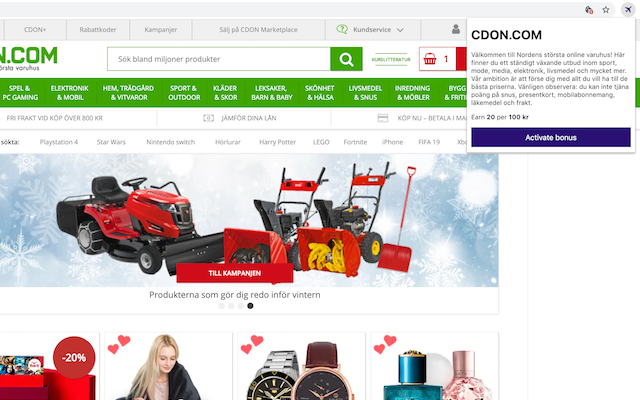 CDON+
Rabattkoder
Kampanjer
Sälj på CDON Marketplace
Kundservice
N.COM
örsta varuhus
Sök bland miljoner produkter
KURSLITTERATUR
1
SPEL &
PC GAMING
ELEKTRONIK
& MOBIL
HEM, TRÄDGÅRD
& VITVAROR
SPORT &
OUTDOOR
KLÄDER
& SKOR
LEKSAKER,
BARN & BABY
SKÖNHET
& HÄLSA
LIVSMEDEL
& SNUS
INREDNING
& MÖBLER
BYGG
& FRITI
FRI FRAKT VID KÖP ÖVER 800 KR
JÄMFÖR DINA LÅN
KÖP NU – BETALA I MA
sökta:
Playstation 4
Star Wars
Nintendo switch
Hörlurar
Harry Potter
LEGO
Fortnite
iPhone
FIFA 19
Xb
CDON.COM
Välkommen till Nordens största online varuhus! Här
finner du ett ständigt växande utbud inom sport,
mode, media, elektronik, livsmedel och mycket mer.
Vår ambition är att förse dig med allt du vill ha till de
bästa priserna. Vänligen observera: du kan inte tjäna
poäng på snus, presentkort, mobilabonnemang,
läkemedel och frakt.
Earn 20 per 100 kr
Activate bonus
TILL KAMPANJEN
Produkterna som gör dig redo inför vintern
-20%